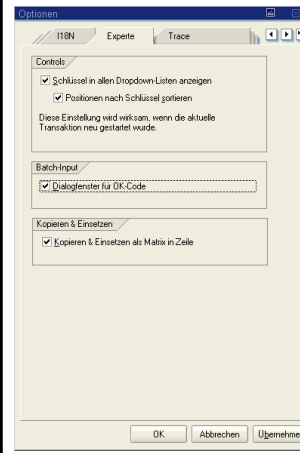 Optionen
I18N Experte Trace
Controls
Schlüssel in allen Dropdown-Listen anzeigen
Positionen nach Schlüssel sortieren
Diese Einstellung wird wirksam, wenn die aktuelle
Transaktion neu gestartet wurde.
Batch-Input
Dialogfenster für OK-Code
Kopieren & Einsetzen
Kopieren & Einsetzen als Matrix in Zeile
OK Abbrechen Übernehme